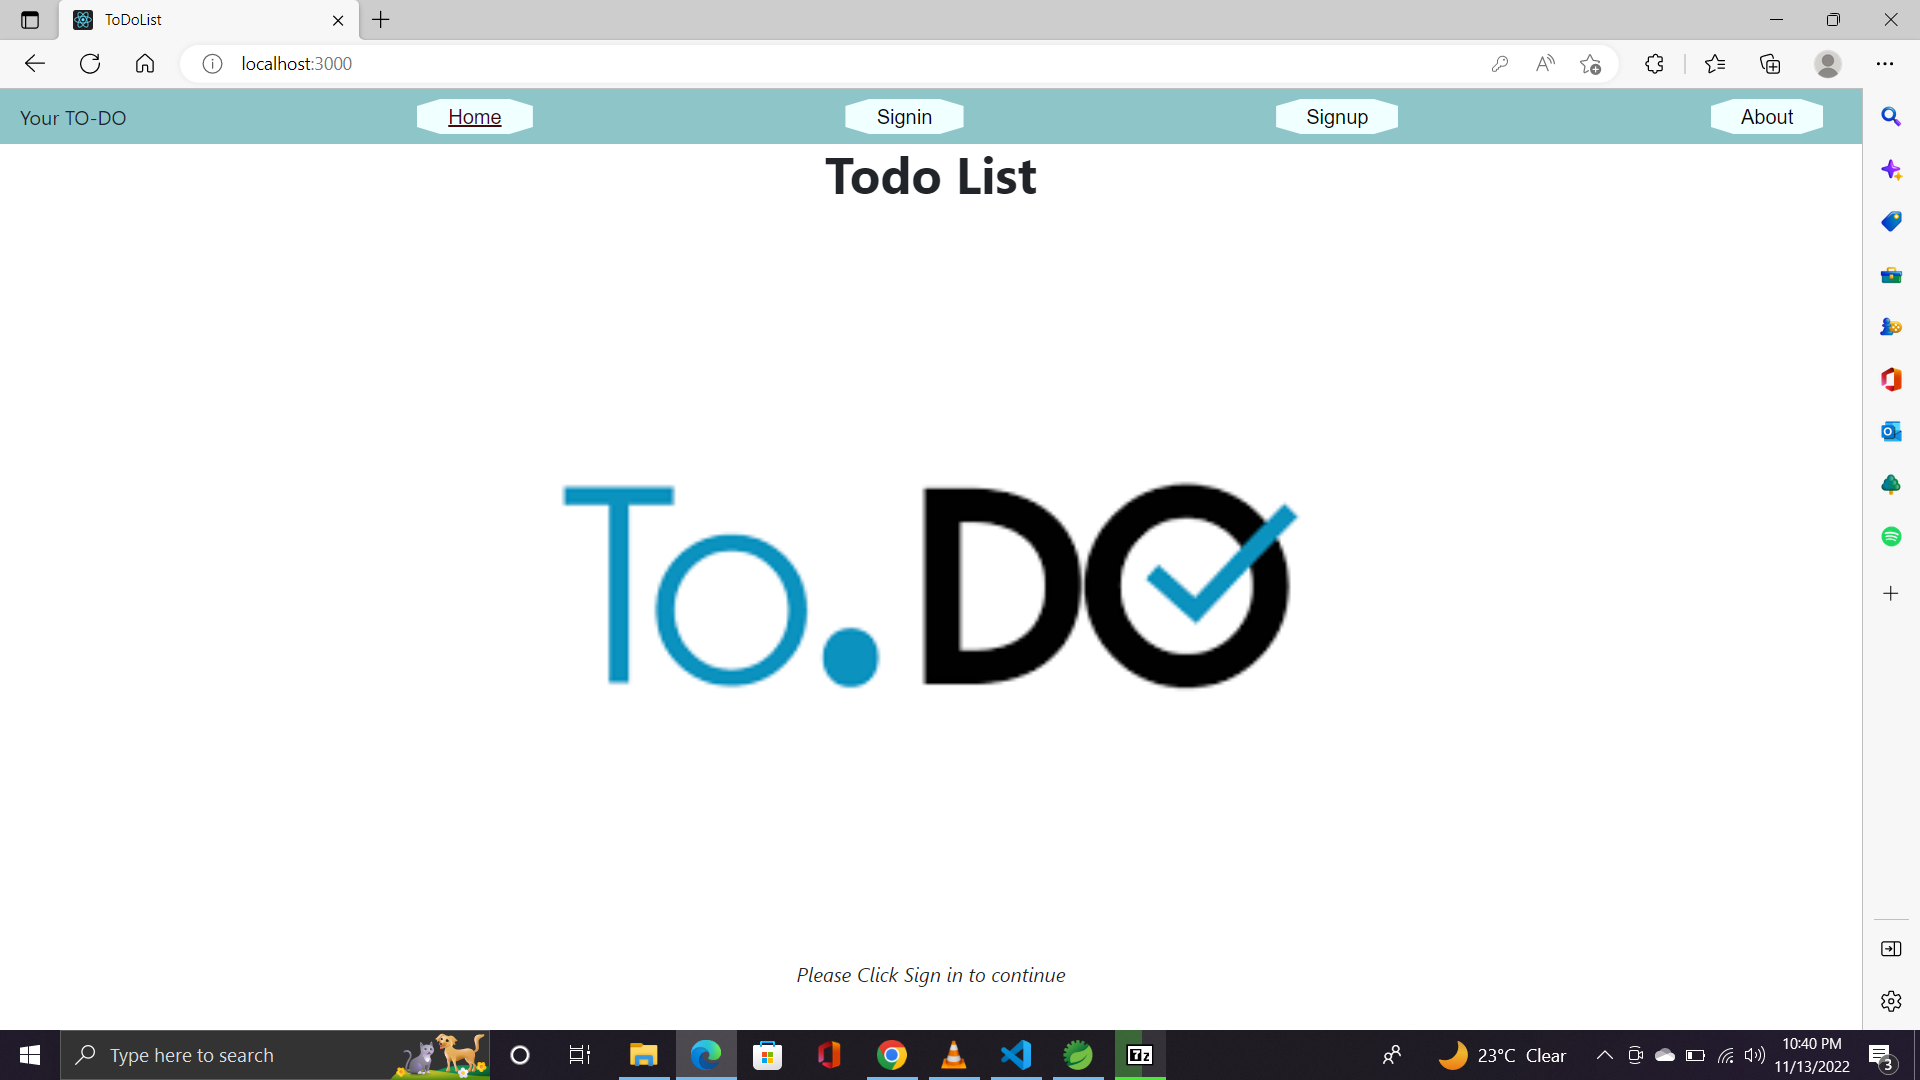 ToDoList
localhost:3000
Your TO-DO
Home
Signin
Signup
About
Todo List
To. DO
Please Click Sign in to continue
Type here to search
7z
23°C Clear
10:40 PM
11/13/2022
3